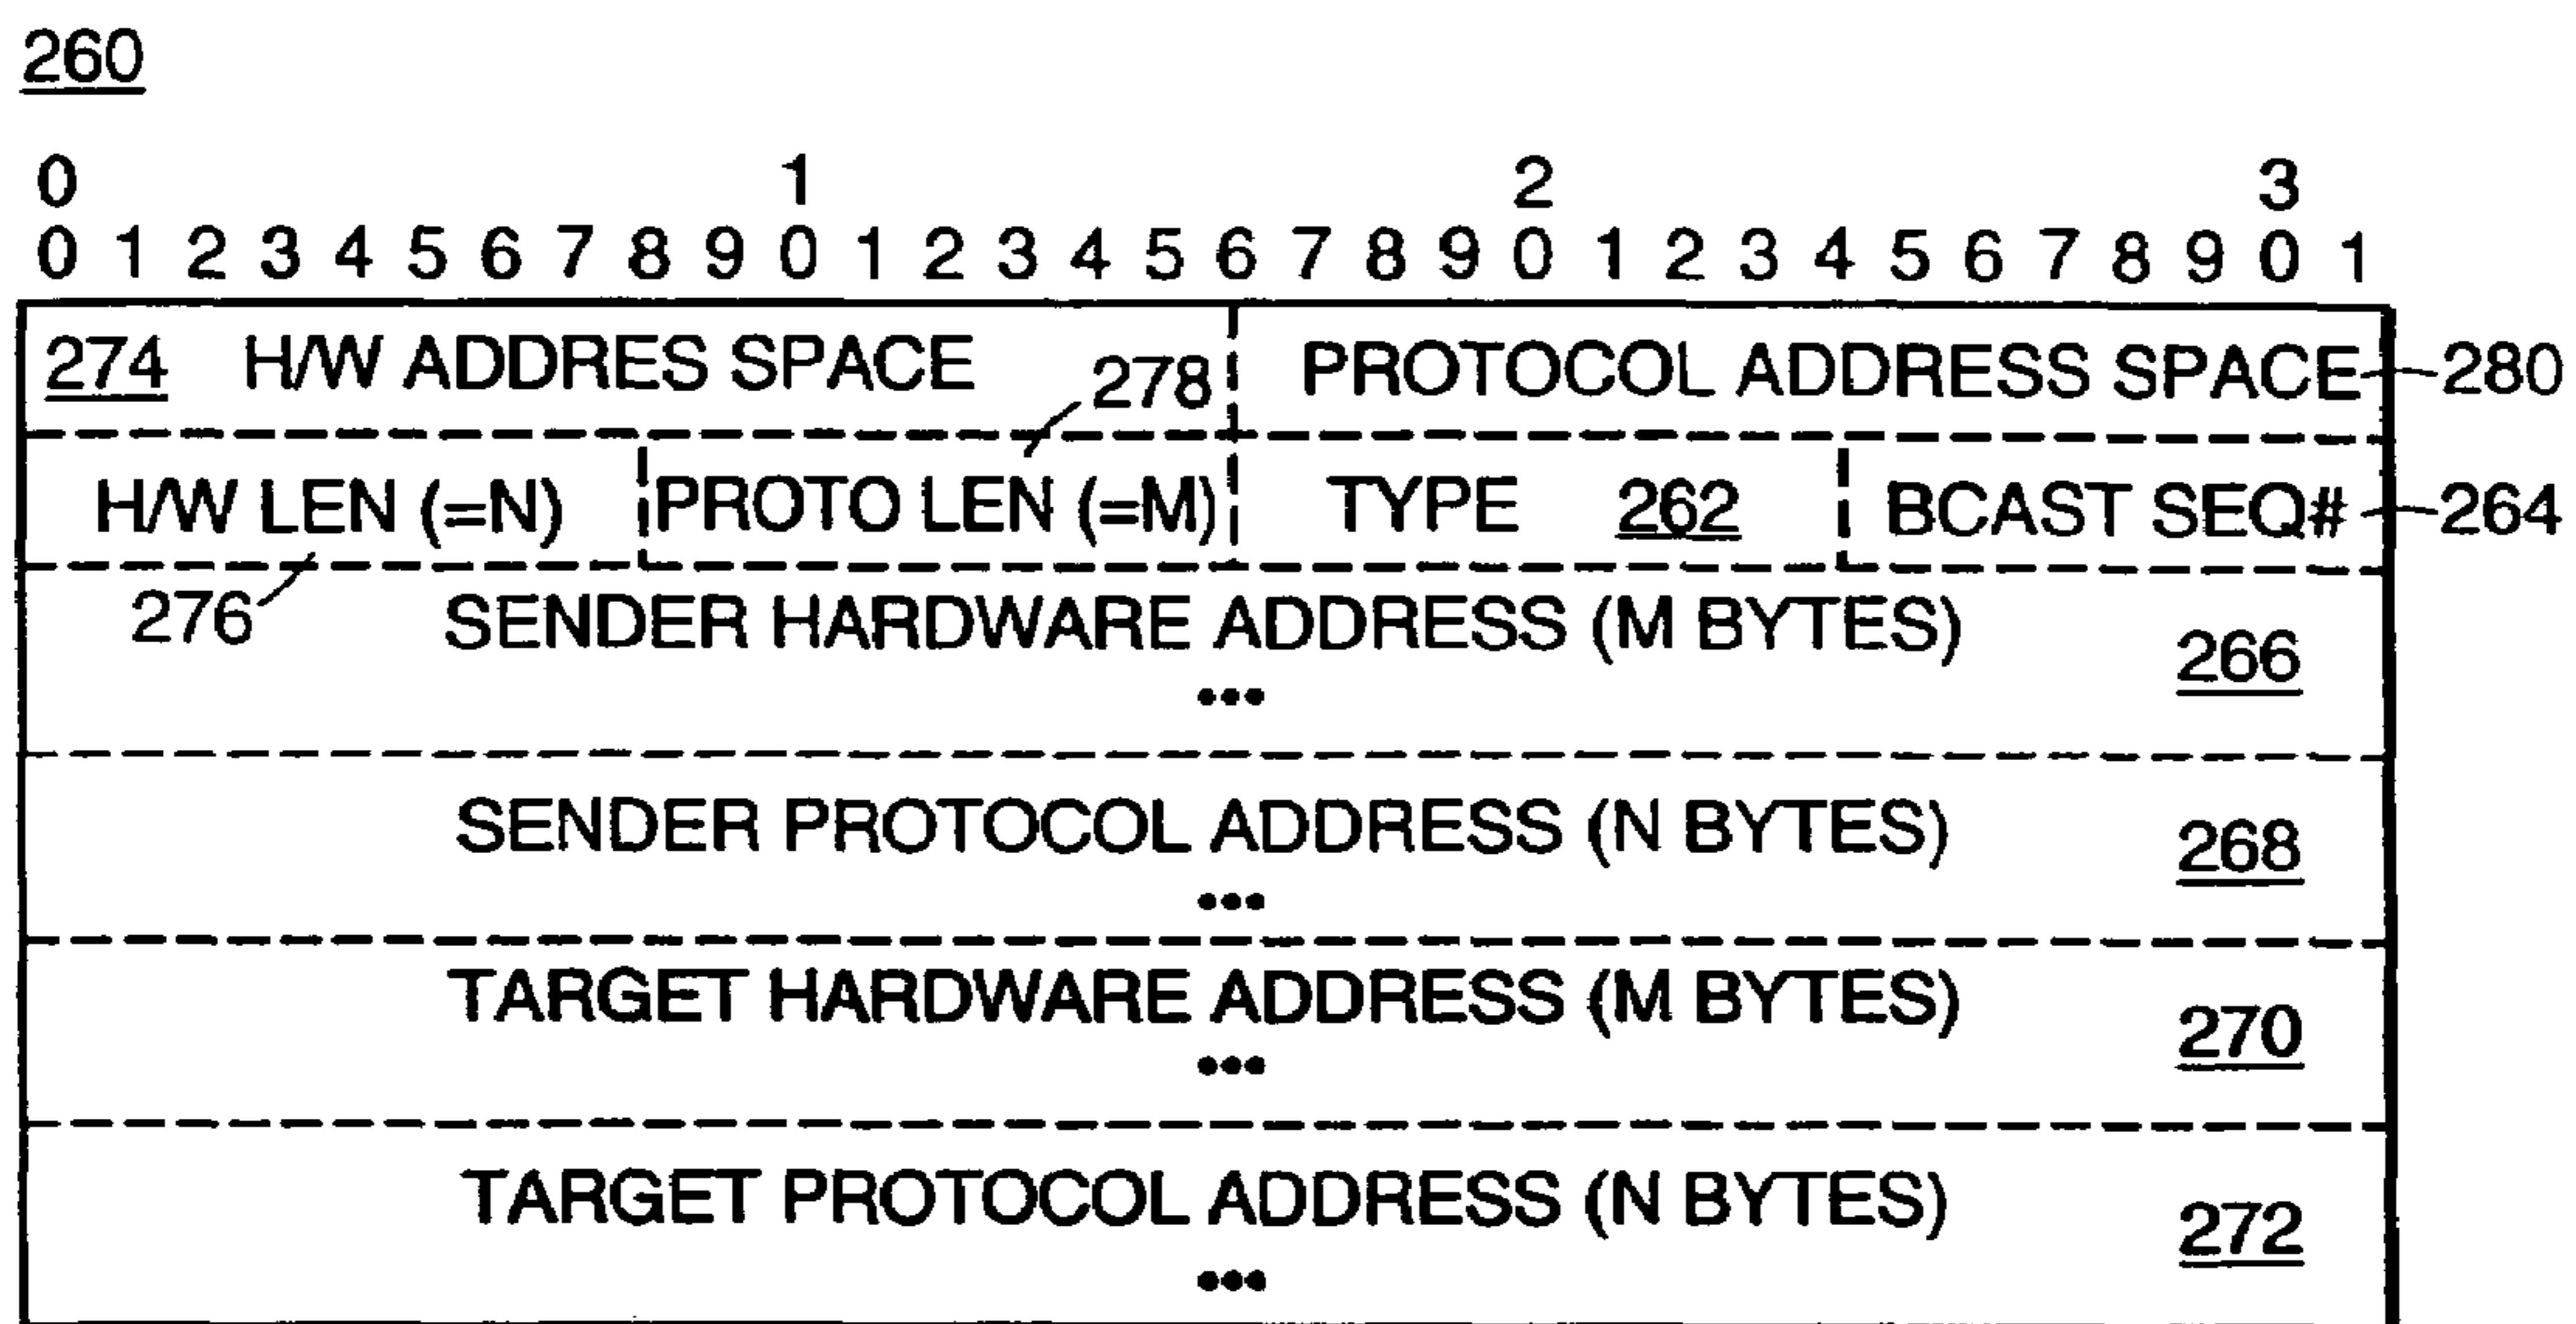 260
0 1 2 3
0 1 2 3 4 5 6 7 8 9 0 1 2 3 4 5 6 7 8 9 0 1 2 3 4 5 6 7 8 9 0 1
274 H/W ADDRES SPACE 278 PROTOCOL ADDRESS SPACE 280
H/W LEN (=N) PROTO LEN (=M) TYPE 262 BCAST SEQ# 264
276 SENDER HARDWARE ADDRESS (M BYTES) 266
•••
SENDER PROTOCOL ADDRESS (N BYTES) 268
•••
TARGET HARDWARE ADDRESS (M BYTES) 270
•••
TARGET PROTOCOL ADDRESS (N BYTES) 272
•••